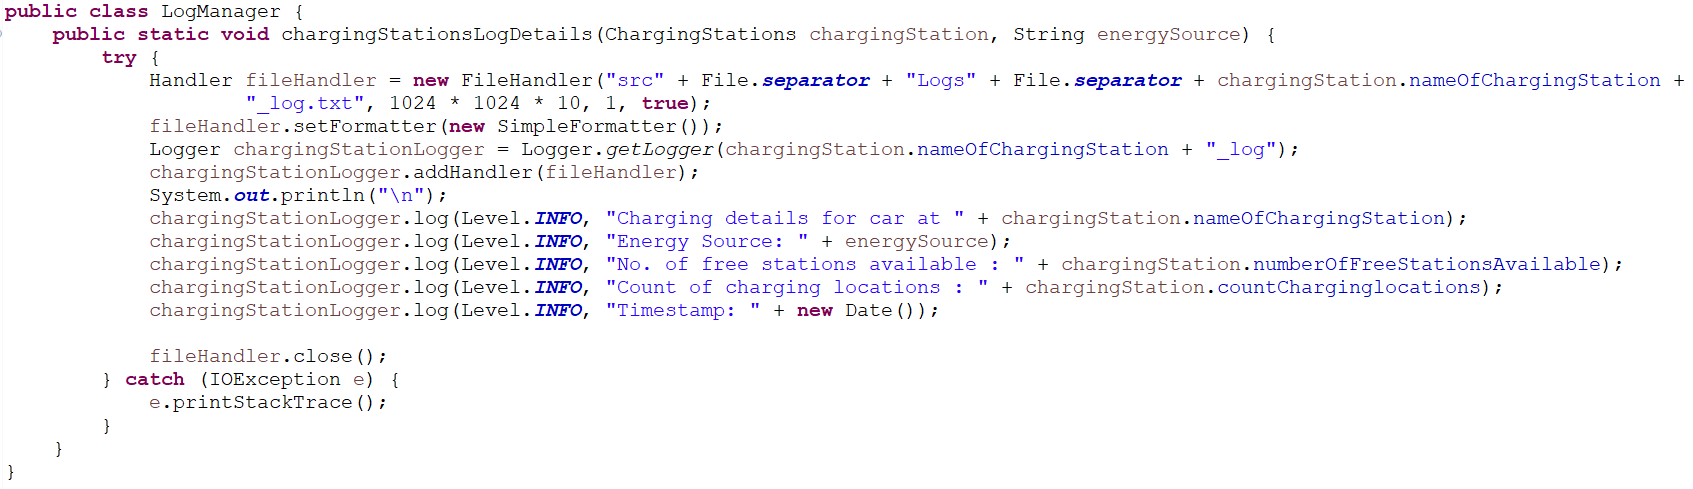 public class LogManager {
    public static void chargingStationsLogDetails(ChargingStations chargingStation, String energySource) {
        try {
            Handler fileHandler = new FileHandler("src" + File.separator + "Logs" + File.separator + chargingStation.nameOfChargingStation +
                    "_log.txt", 1024 * 1024 * 10, 1, true);
            fileHandler.setFormatter(new SimpleFormatter());
            Logger chargingStationLogger = Logger.getLogger(chargingStation.nameOfChargingStation + "_log");
            chargingStationLogger.addHandler(fileHandler);
            System.out.println("\n");
            chargingStationLogger.log(Level.INFO, "Charging details for car at " + chargingStation.nameOfChargingStation);
            chargingStationLogger.log(Level.INFO, "Energy Source: " + energySource);
            chargingStationLogger.log(Level.INFO, "No. of free stations available : " + chargingStation.numberOfFreeStationsAvailable);
            chargingStationLogger.log(Level.INFO, "Count of charging locations : " + chargingStation.countCharginglocations);
            chargingStationLogger.log(Level.INFO, "Timestamp: " + new Date());

            fileHandler.close();
        } catch (IOException e) {
            e.printStackTrace();
        }
    }
}